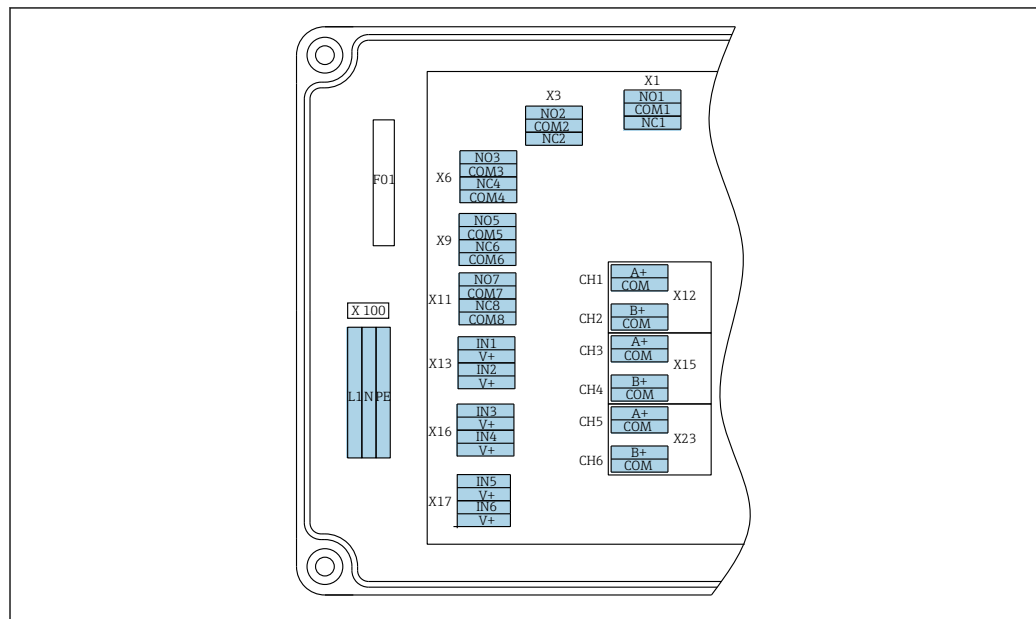 X1
NO1
COM1
NC1
X3
NO2
COM2
NC2
F01
X6
NO3
COM3
NC4
COM4
X9
NO5
COM5
NC6
COM6
X11
NO7
COM7
NC8
COM8
X 100
L1 N PE
X13
IN1
V+
IN2
V+
X16
IN3
V+
IN4
V+
X17
IN5
V+
IN6
V+
CH1
A+
COM
X12
CH2
B+
COM
CH3
A+
COM
X15
CH4
B+
COM
CH5
A+
COM
X23
CH6
B+
COM